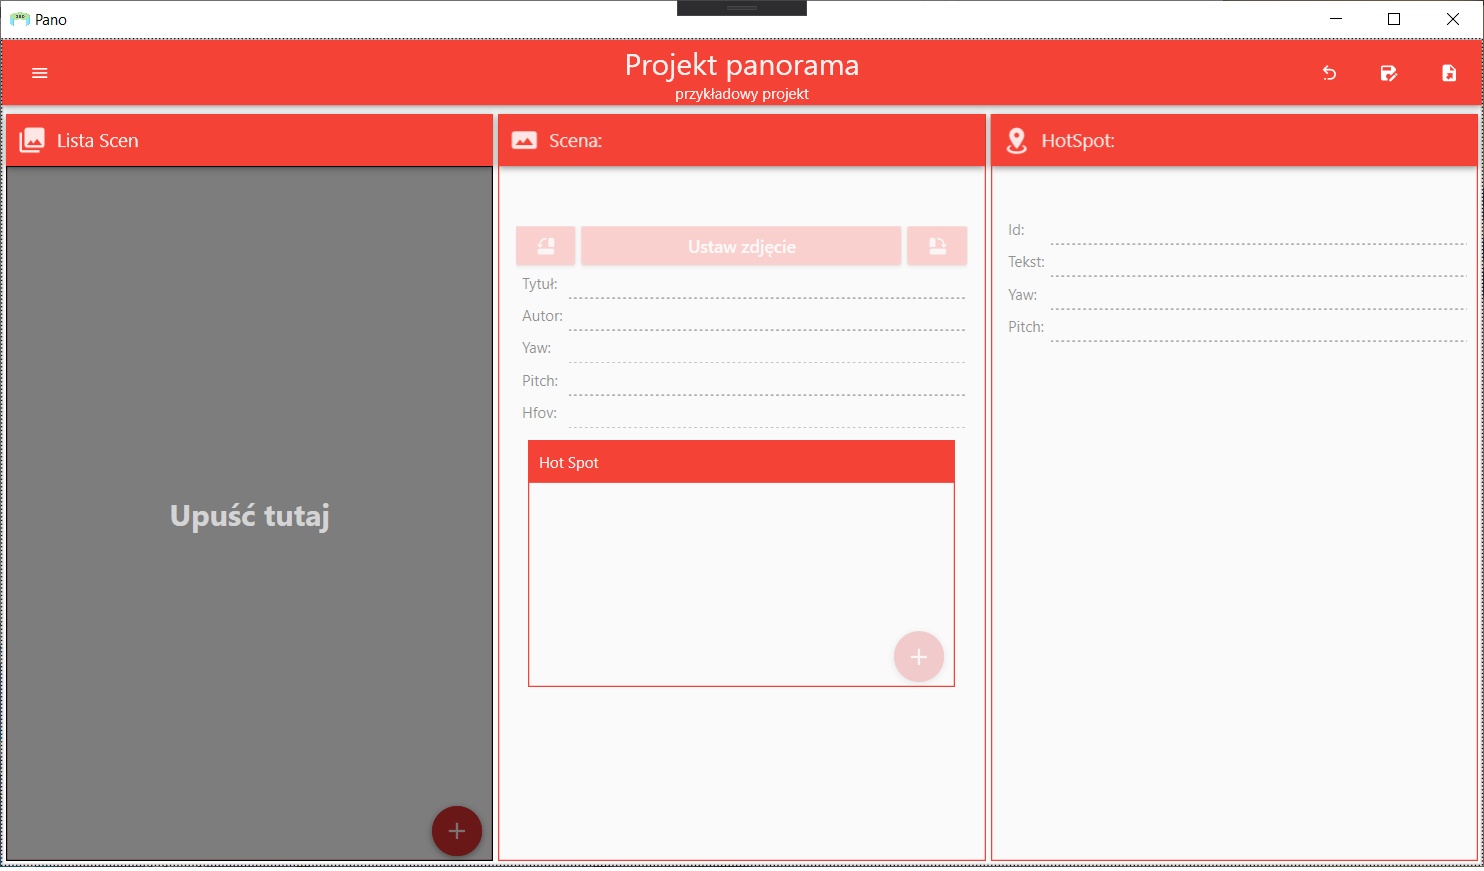 Pano
Projekt panorama
przykładowy projekt
Lista Scen
Upuść tutaj
Scena:
Ustaw zdjęcie
Tytuł:
Autor:
Yaw:
Pitch:
Hfov:
Hot Spot
HotSpot:
Id:
Tekst:
Yaw:
Pitch: